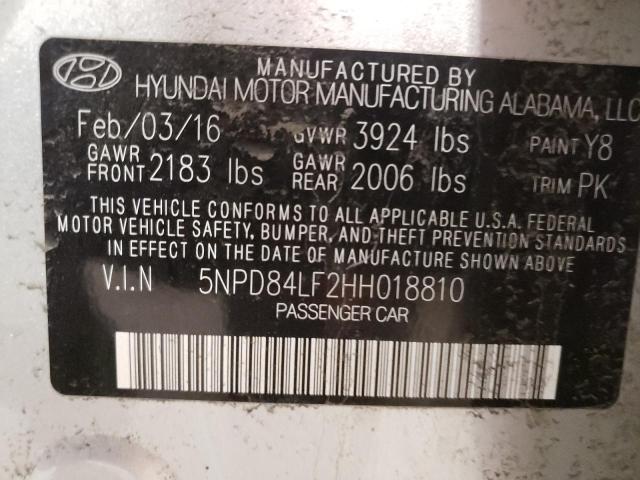 MANUFACTURED BY
HYUNDAI MOTOR MANUFACTURING ALABAMA, LLC
Feb/03/16 GVWR 3924 lbs PAINT Y8
GAWR FRONT 2183 lbs GAWR REAR 2006 lbs TRIM PK
THIS VEHICLE CONFORMS TO ALL APPLICABLE U.S.A. FEDERAL
MOTOR VEHICLE SAFETY, BUMPER, AND THEFT PREVENTION STANDARDS
IN EFFECT ON THE DATE OF MANUFACTURE SHOWN ABOVE
V.I.N 5NPD84LF2HH018810
PASSENGER CAR